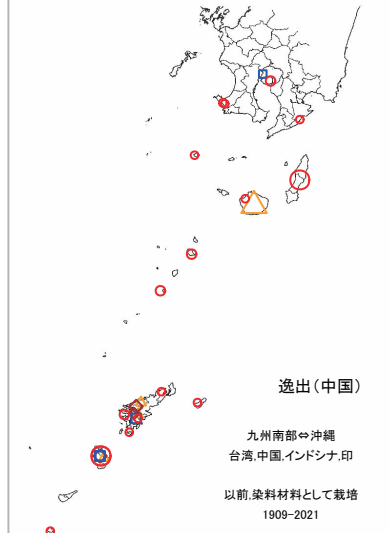 逸出(中国)
九州南部⇔沖縄
台湾,中国,インドシナ,印
以前,染料材料として栽培
1909-2021